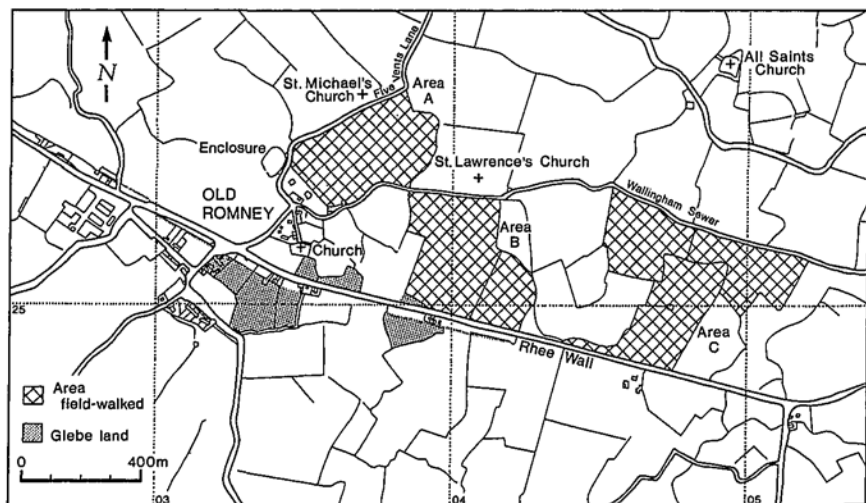 N
St. Michael's
Church
Five Vents Lane
Area
A
All Saints
Church
Enclosure
St. Lawrence's Church
OLD
ROMNEY
Wallingham Sewer
Church
Area
B
25
Rhee Wall
Area
C
Area
field-walked
Glebe land
0 400m
03
04
05